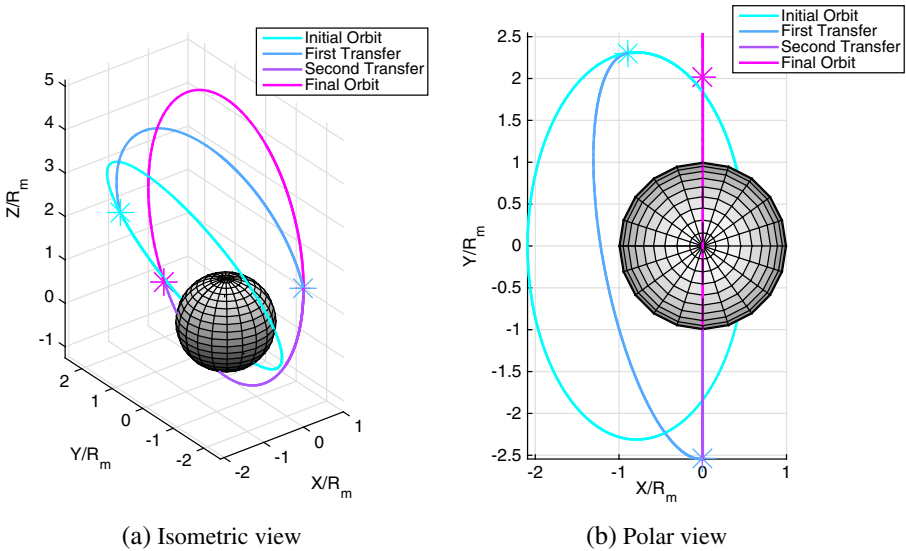 Initial Orbit
First Transfer
Second Transfer
Final Orbit
5
4
3
2
1
0
-1
Z/Rm
2
1
0
-1
-2
Y/Rm
-2
-1
0
1
X/Rm
(a) Isometric view
Initial Orbit
First Transfer
Second Transfer
Final Orbit
2.5
2
1.5
1
0.5
0
-0.5
-1
-1.5
-2
-2.5
Y/Rm
-2
-1
0
1
X/Rm
(b) Polar view